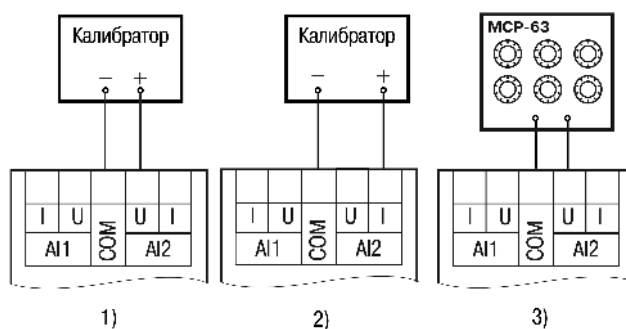 Калибратор
– +
I U COM U I
AI1 AI2
1)
Калибратор
– +
I U COM U I
AI1 AI2
2)
МСР-63
I U COM U I
AI1 AI2
3)